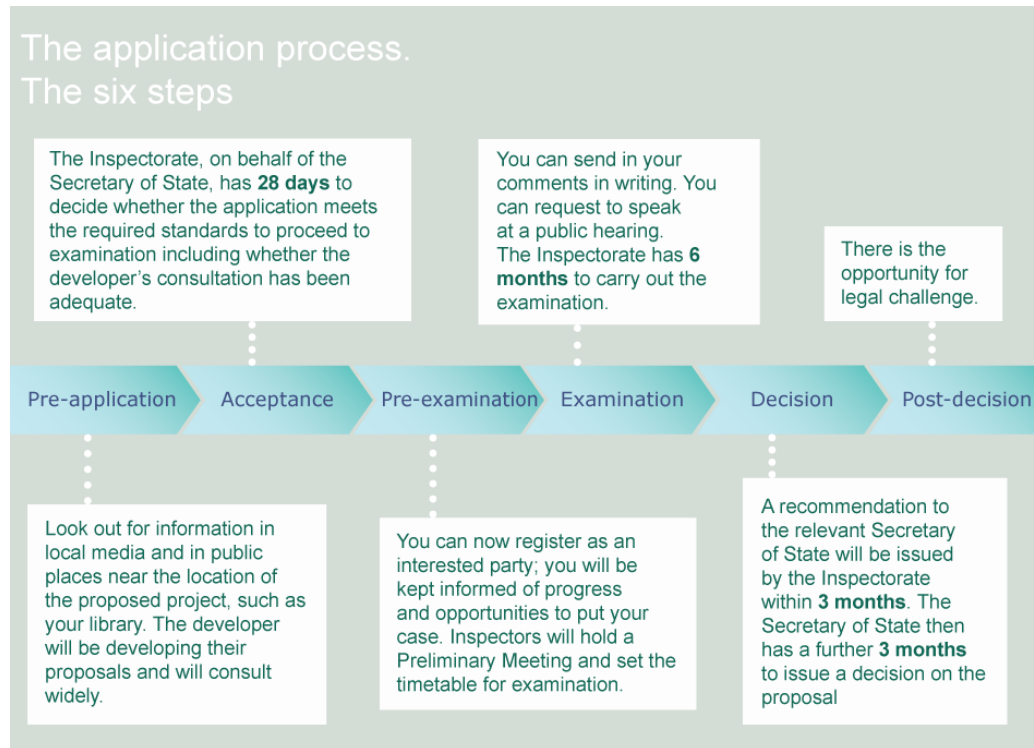 The application process.
The six steps
The Inspectorate, on behalf of the
Secretary of State, has 28 days to
decide whether the application meets
the required standards to proceed to
examination including whether the
developer's consultation has been
adequate.
You can send in your
comments in writing. You
can request to speak
at a public hearing.
The Inspectorate has 6
months to carry out the
examination.
There is the
opportunity for
legal challenge.
Pre-application
Acceptance
Pre-examination
Examination
Decision
Post-decision
Look out for information in
local media and in public
places near the location of
the proposed project, such as
your library. The developer
will be developing their
proposals and will consult
widely.
You can now register as an
interested party; you will be
kept informed of progress
and opportunities to put your
case. Inspectors will hold a
Preliminary Meeting and set the
timetable for examination.
A recommendation to
the relevant Secretary
of State will be issued
by the Inspectorate
within 3 months. The
Secretary of State then
has a further 3 months
to issue a decision on the
proposal